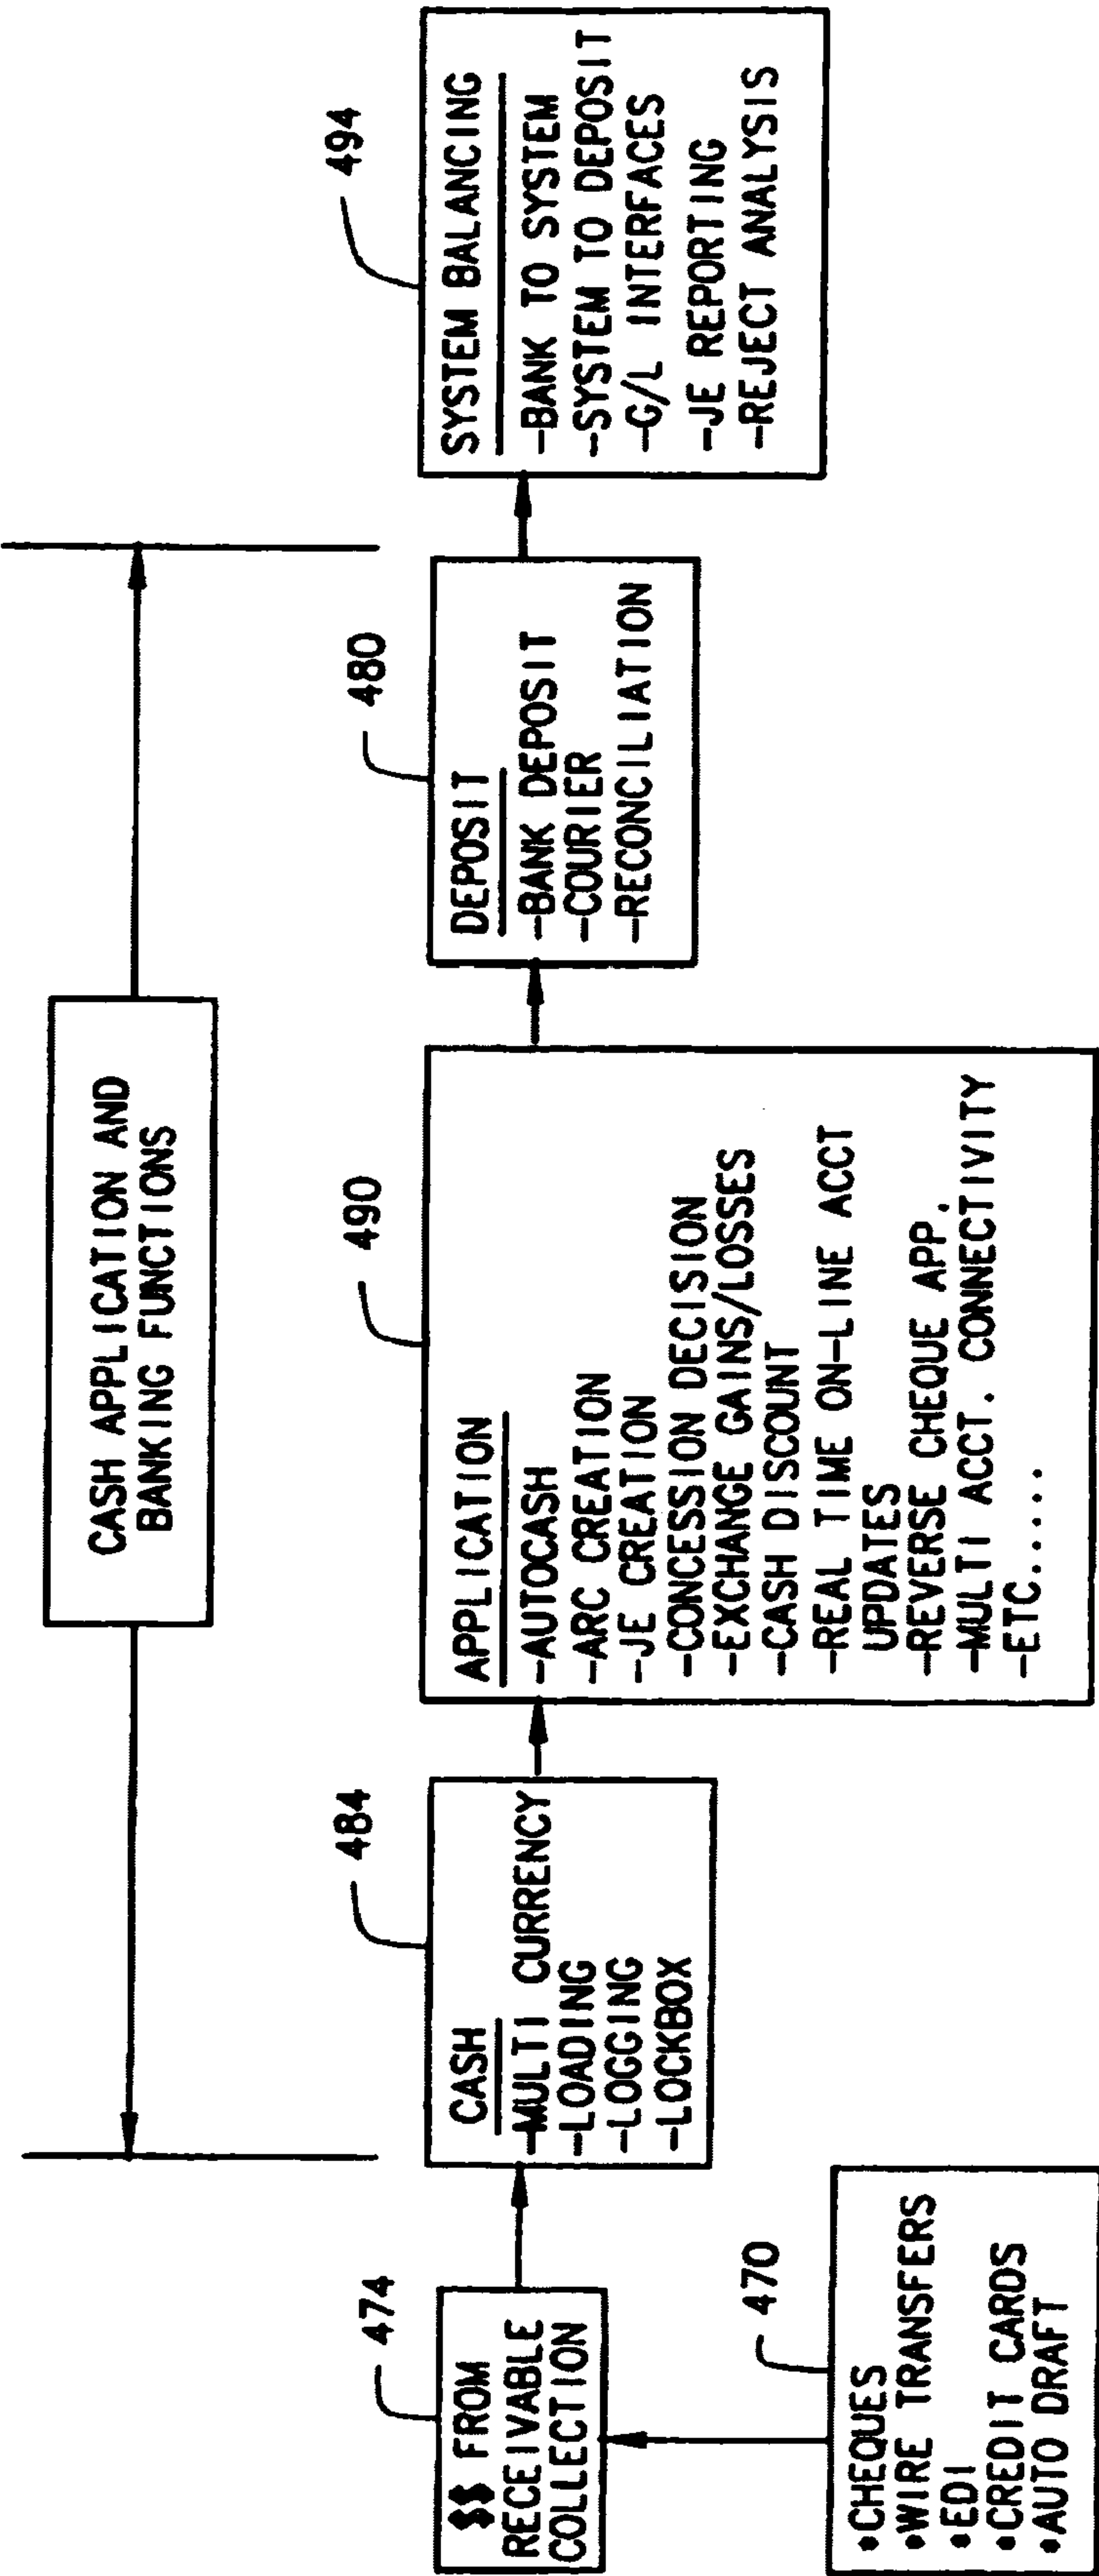 CASH APPLICATION AND
BANKING FUNCTIONS
474
$$ FROM
RECEIVABLE
COLLECTION
470
•CHEQUES
•WIRE TRANSFERS
•EDI
•CREDIT CARDS
•AUTO DRAFT
484
CASH
-MULTI CURRENCY
-LOADING
-LOGGING
-LOCKBOX
490
APPLICATION
-AUTOCASH
-ARC CREATION
-JE CREATION
-CONCESSION DECISION
-EXCHANGE GAINS/LOSSES
-CASH DISCOUNT
-REAL TIME ON-LINE ACCT
UPDATES
-REVERSE CHEQUE APP.
-MULTI ACCT. CONNECTIVITY
-ETC.....
480
DEPOSIT
-BANK DEPOSIT
-COURIER
-RECONCILIATION
494
SYSTEM BALANCING
-BANK TO SYSTEM
-SYSTEM TO DEPOSIT
-G/L INTERFACES
-JE REPORTING
-REJECT ANALYSIS